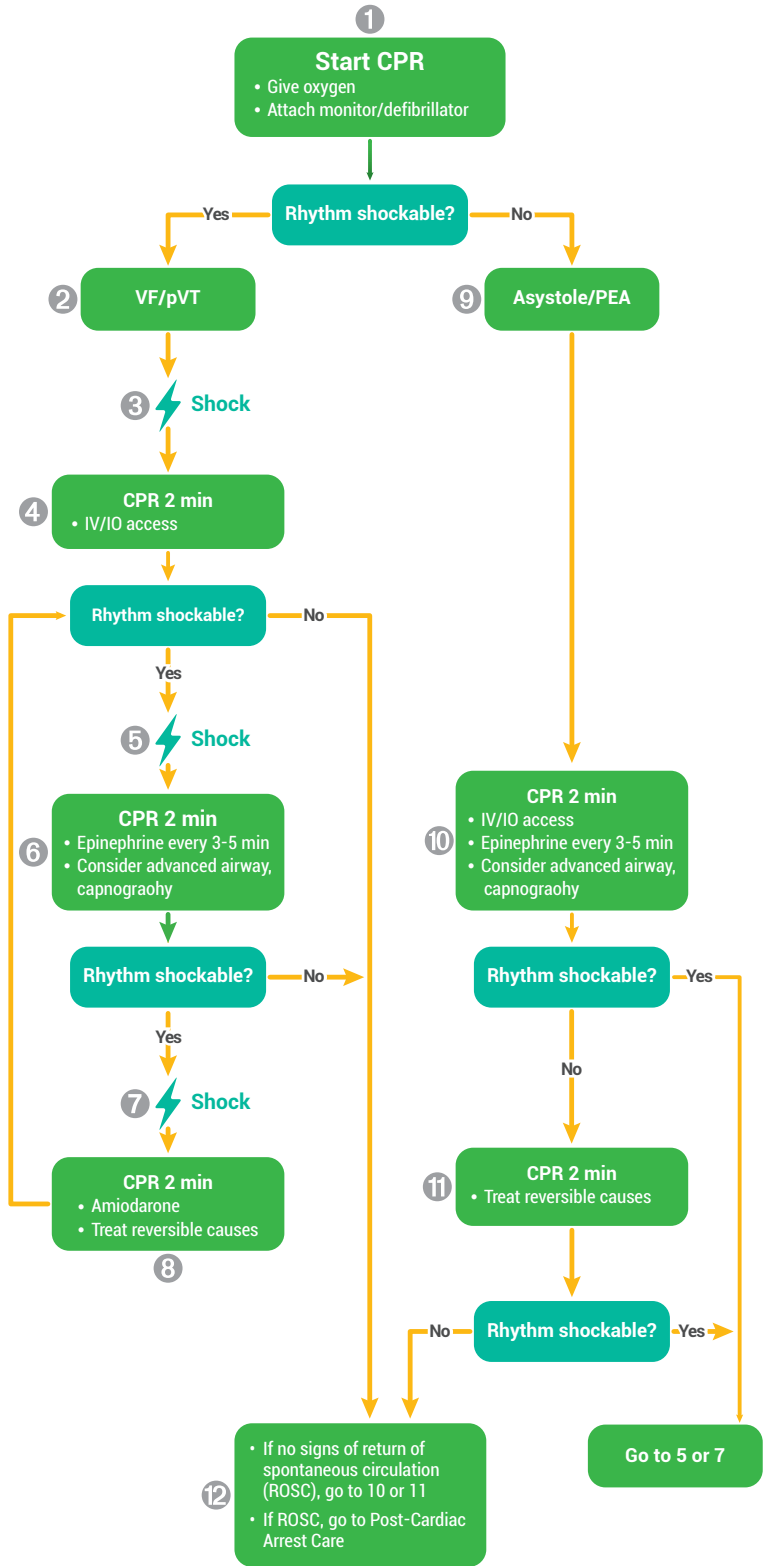 1
Start CPR
• Give oxygen
• Attach monitor/defibrillator
Rhythm shockable?
Yes
No
2
VF/pVT
9
Asystole/PEA
3
Shock
4
CPR 2 min
• IV/IO access
Rhythm shockable?
No
Yes
5
Shock
6
CPR 2 min
• Epinephrine every 3-5 min
• Consider advanced airway,
capnograohy
10
CPR 2 min
• IV/IO access
• Epinephrine every 3-5 min
• Consider advanced airway,
capnograohy
Rhythm shockable?
No
Yes
Rhythm shockable?
Yes
No
7
Shock
CPR 2 min
• Amiodarone
• Treat reversible causes
8
11
CPR 2 min
• Treat reversible causes
No
Rhythm shockable?
Yes
12
• If no signs of return of
spontaneous circulation
(ROSC), go to 10 or 11
• If ROSC, go to Post-Cardiac
Arrest Care
Go to 5 or 7